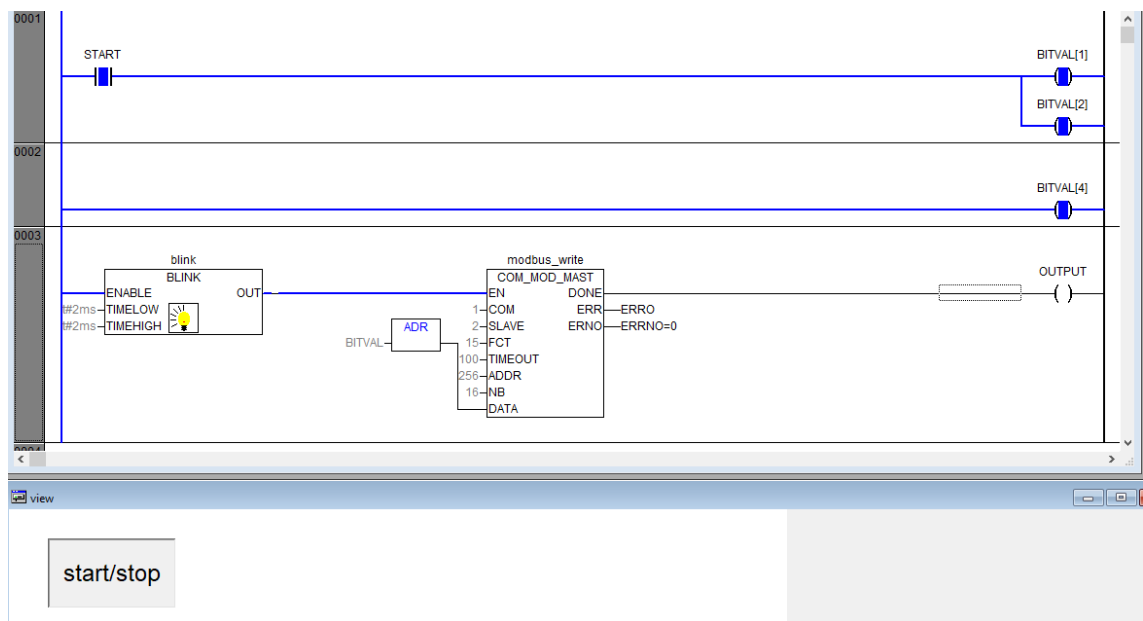 0001
START
BITVAL[1]
BITVAL[2]
0002
BITVAL[4]
0003
blink
BLINK
ENABLE OUT
t#2ms TIMELOW
t#2ms TIMEHIGH
BITVAL
ADR
modbus_write
COM_MOD_MAST
EN DONE
1 COM ERR ERRO
2 SLAVE ERNO ERRNO=0
15 FCT
100 TIMEOUT
256 ADDR
16 NB
DATA
OUTPUT
view
start/stop